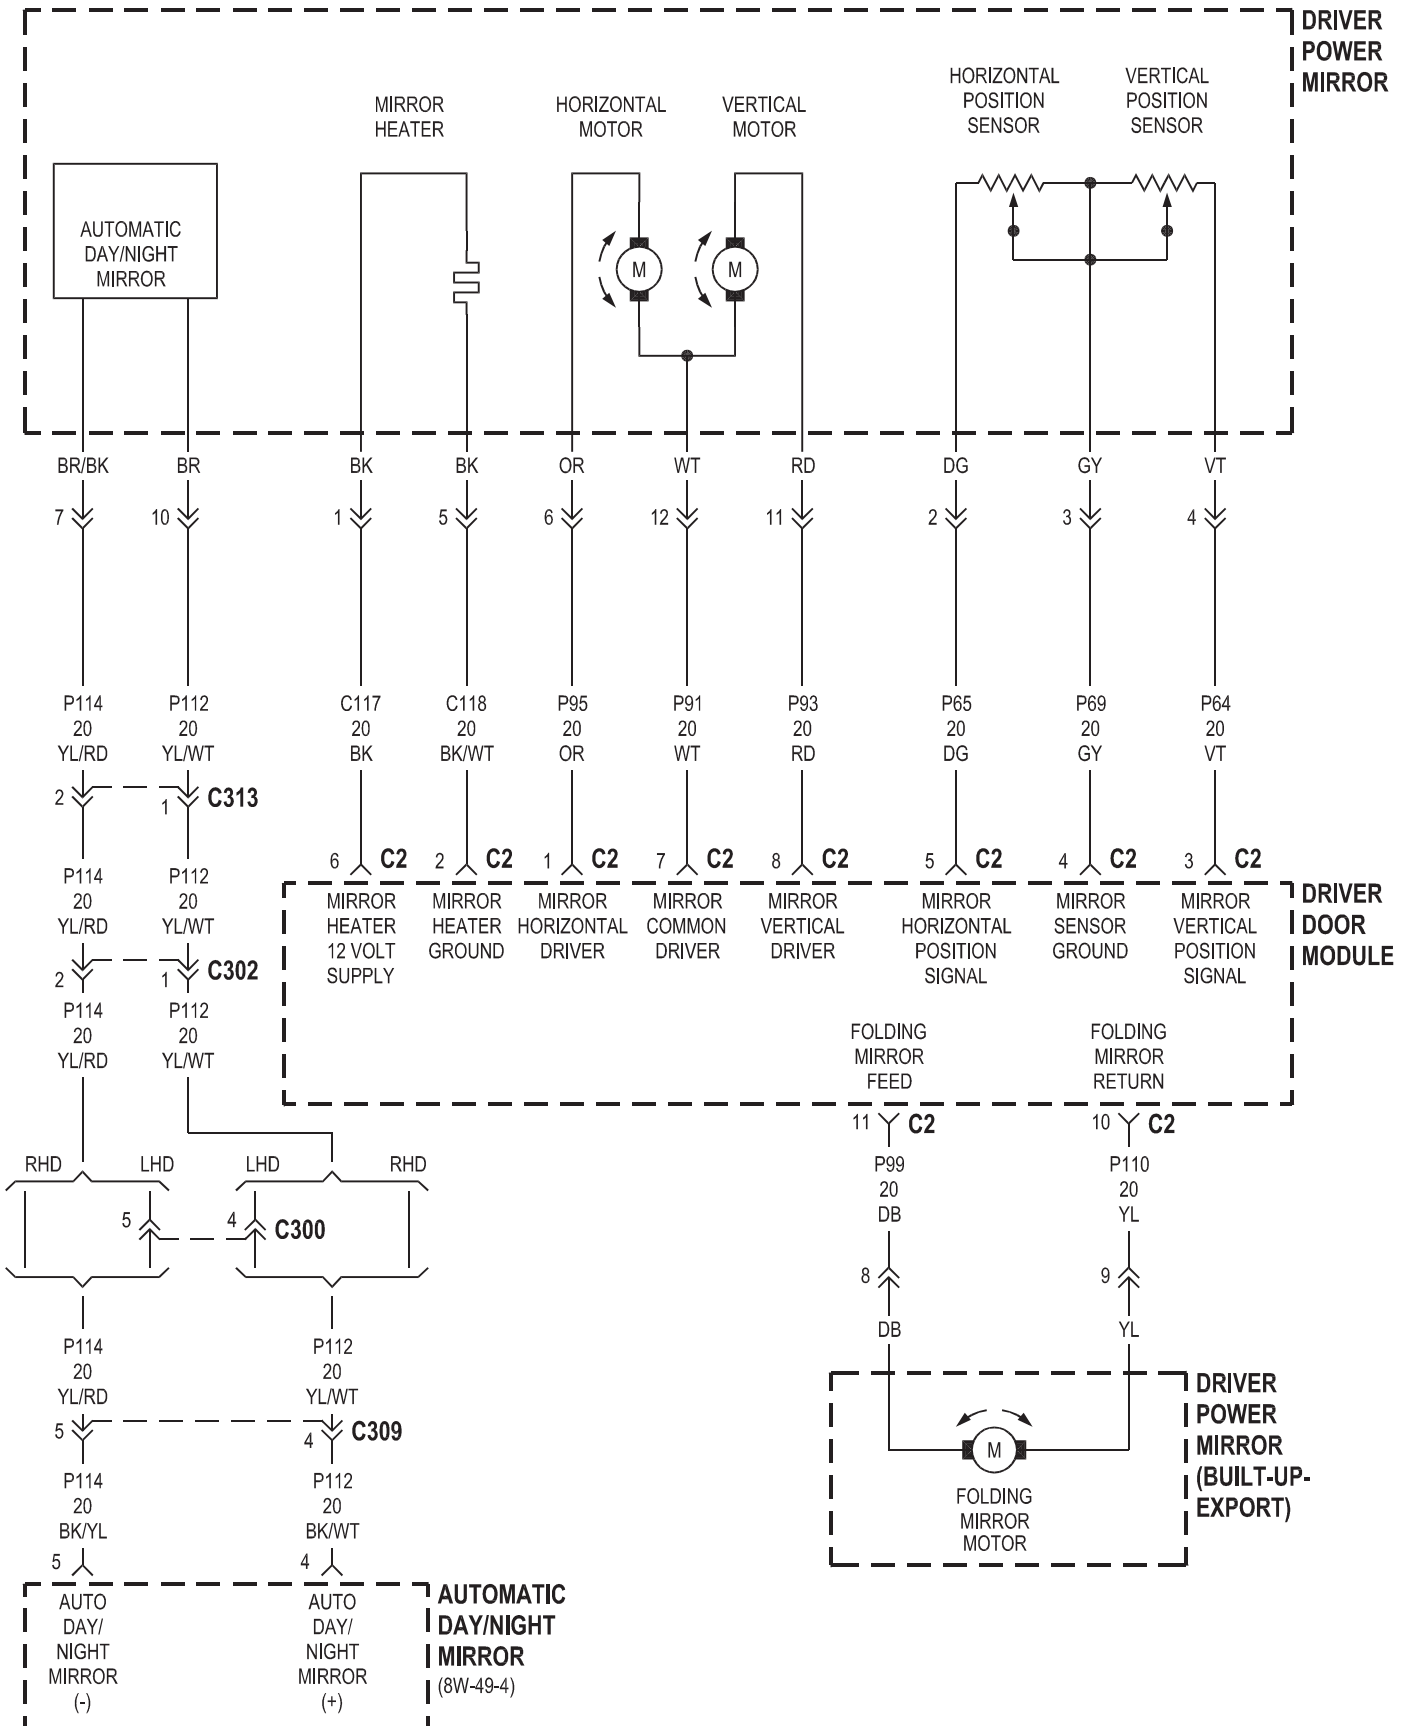 DRIVER
POWER
MIRROR
HORIZONTAL
POSITION
SENSOR
VERTICAL
POSITION
SENSOR
MIRROR
HEATER
HORIZONTAL
MOTOR
VERTICAL
MOTOR
AUTOMATIC
DAY/NIGHT
MIRROR
M M
BR/BK BR BK BK OR WT RD DG GY VT
7 10 1 5 6 12 11 2 3 4
P114 P112 C117 C118 P95 P91 P93 P65 P69 P64
20 20 20 20 20 20 20 20 20 20
YL/RD YL/WT BK BK/WT OR WT RD DG GY VT
2 1 C313
6 C2 2 C2 1 C2 7 C2 8 C2 5 C2 4 C2 3 C2
P114 P112
20 20
YL/RD YL/WT
DRIVER
DOOR
MODULE
MIRROR
HEATER
12 VOLT
SUPPLY
MIRROR
HEATER
GROUND
MIRROR
HORIZONTAL
DRIVER
MIRROR
COMMON
DRIVER
MIRROR
VERTICAL
DRIVER
MIRROR
HORIZONTAL
POSITION
SIGNAL
MIRROR
SENSOR
GROUND
MIRROR
VERTICAL
POSITION
SIGNAL
2 1 C302
P114 P112
20 20
YL/RD YL/WT
FOLDING
MIRROR
FEED
FOLDING
MIRROR
RETURN
11 C2 10 C2
RHD LHD LHD RHD
P99 P110
20 20
DB YL
5 4 C300
8 9
DB YL
P114 P112
20 20
YL/RD YL/WT
5 4 C309
DRIVER
POWER
MIRROR
(BUILT-UP-
EXPORT)
M
FOLDING
MIRROR
MOTOR
P114 P112
20 20
BK/YL BK/WT
5 4
AUTO
DAY/
NIGHT
MIRROR
(-)
AUTO
DAY/
NIGHT
MIRROR
(+)
AUTOMATIC
DAY/NIGHT
MIRROR
(8W-49-4)